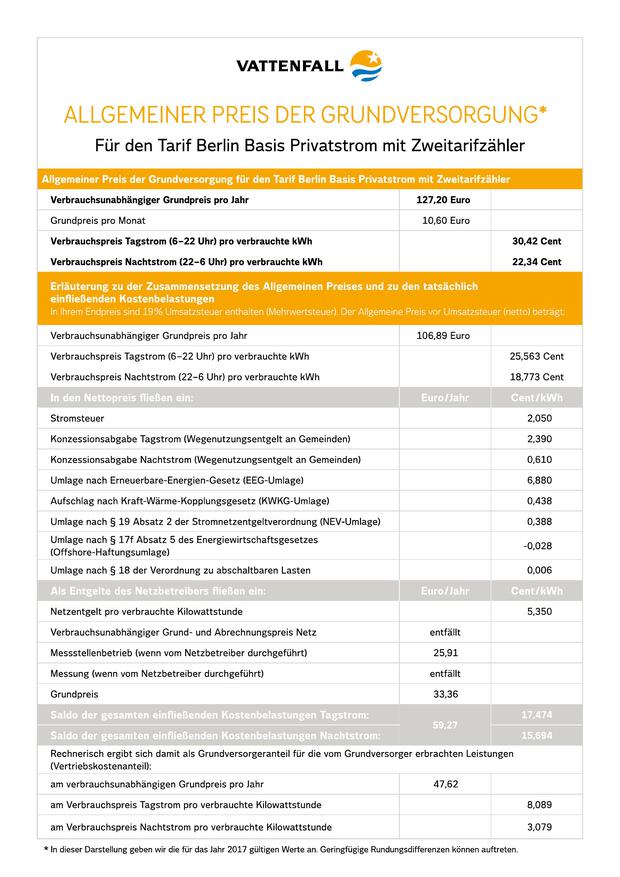 VATTENFALL
ALLGEMEINER PREIS DER GRUNDVERSORGUNG*
Für den Tarif Berlin Basis Privatstrom mit Zweitarifzähler
Allgemeiner Preis der Grundversorgung für den Tarif Berlin Basis Privatstrom mit Zweitarifzähler
Verbrauchsunabhängiger Grundpreis pro Jahr 127,20 Euro
Grundpreis pro Monat 10,60 Euro
Verbrauchspreis Tagstrom (6–22 Uhr) pro verbrauchte kWh 30,42 Cent
Verbrauchspreis Nachtstrom (22–6 Uhr) pro verbrauchte kWh 22,34 Cent
Erläuterung zu der Zusammensetzung des Allgemeinen Preises und zu den tatsächlich
einfließenden Kostenbelastungen
In Ihrem Endpreis sind 19% Umsatzsteuer enthalten (Mehrwertsteuer). Der Allgemeine Preis vor Umsatzsteuer (netto) beträgt:
Verbrauchsunabhängiger Grundpreis pro Jahr 106,89 Euro
Verbrauchspreis Tagstrom (6–22 Uhr) pro verbrauchte kWh 25,563 Cent
Verbrauchspreis Nachtstrom (22–6 Uhr) pro verbrauchte kWh 18,773 Cent
In den Nettopreis fließen ein: Euro/Jahr Cent/kWh
Stromsteuer 2,050
Konzessionsabgabe Tagstrom (Wegenutzungsentgelt an Gemeinden) 2,390
Konzessionsabgabe Nachtstrom (Wegenutzungsentgelt an Gemeinden) 0,610
Umlage nach Erneuerbare-Energien-Gesetz (EEG-Umlage) 6,880
Aufschlag nach Kraft-Wärme-Kopplungsgesetz (KWKG-Umlage) 0,438
Umlage nach § 19 Absatz 2 der Stromnetzentgeltverordnung (NEV-Umlage) 0,388
Umlage nach § 17f Absatz 5 des Energiewirtschaftsgesetzes
(Offshore-Haftungsumlage) -0,028
Umlage nach § 18 der Verordnung zu abschaltbaren Lasten 0,006
Als Entgelte des Netzbetreibers fließen ein: Euro/Jahr Cent/kWh
Netzentgelt pro verbrauchte Kilowattstunde 5,350
Verbrauchsunabhängiger Grund- und Abrechnungspreis Netz entfällt
Messstellenbetrieb (wenn vom Netzbetreiber durchgeführt) 25,91
Messung (wenn vom Netzbetreiber durchgeführt) entfällt
Grundpreis 33,36
Saldo der gesamten einfließenden Kostenbelastungen Tagstrom: 59,27 17,474
Saldo der gesamten einfließenden Kostenbelastungen Nachtstrom: 15,694
Rechnerisch ergibt sich damit als Grundversorgeranteil für die vom Grundversorger erbrachten Leistungen
(Vertriebskostenanteil):
am verbrauchsunabhängigen Grundpreis pro Jahr 47,62
am Verbrauchspreis Tagstrom pro verbrauchte Kilowattstunde 8,089
am Verbrauchspreis Nachtstrom pro verbrauchte Kilowattstunde 3,079
* In dieser Darstellung geben wir die für das Jahr 2017 gültigen Werte an. Geringfügige Rundungsdifferenzen können auftreten.